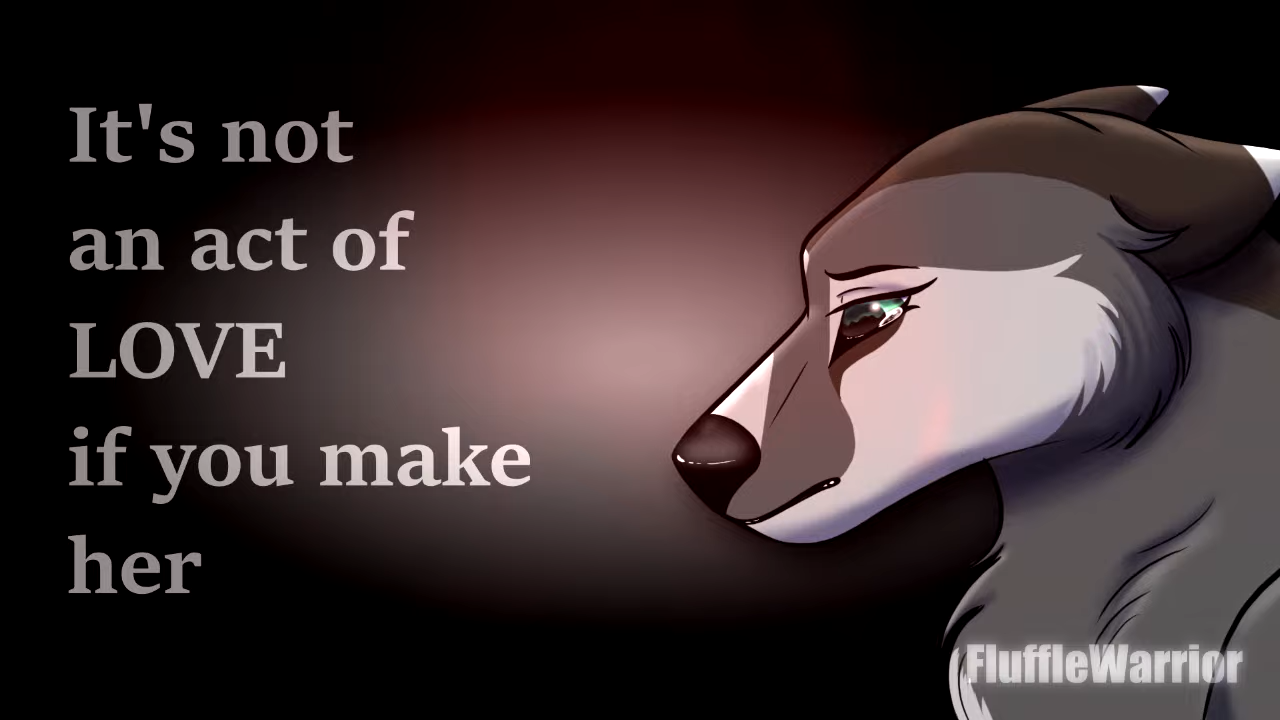 It's not
an act of
LOVE
if you make
her
FluffleWarrior